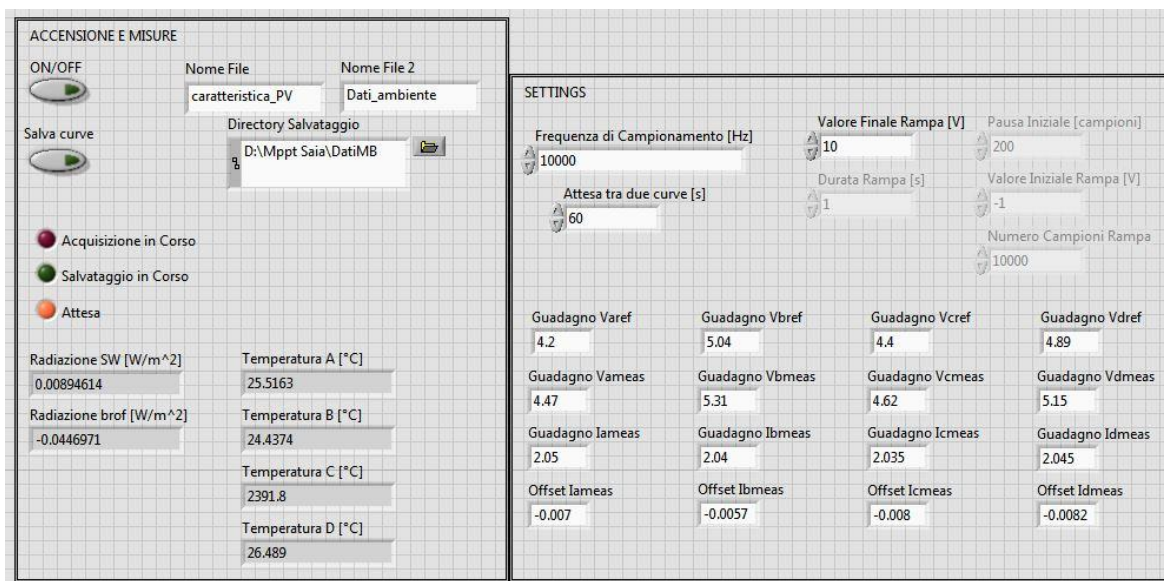 ACCENSIONE E MISURE
ON/OFF
Nome File
Nome File 2
caratteristica_PV
Dati_ambiente
Salva curve
Directory Salvataggio
D:\Mppt Saia\DatiMB
Acquisizione in Corso
Salvataggio in Corso
Attesa
Radiazione SW [W/m^2]
Temperatura A [°C]
0.00894614
25.5163
Radiazione brof [W/m^2]
Temperatura B [°C]
-0.0446971
24.4374
Temperatura C [°C]
2391.8
Temperatura D [°C]
26.489
SETTINGS
Frequenza di Campionamento [Hz]
Valore Finale Rampa [V]
Pausa Iniziale [campioni]
10000
10
200
Attesa tra due curve [s]
Durata Rampa [s]
Valore Iniziale Rampa [V]
60
1
-1
Numero Campioni Rampa
10000
Guadagno Varef
Guadagno Vbref
Guadagno Vcref
Guadagno Vdref
4.2
5.04
4.4
4.89
Guadagno Vameas
Guadagno Vbmeas
Guadagno Vcmeas
Guadagno Vdmeas
4.47
5.31
4.62
5.15
Guadagno Iameas
Guadagno Ibmeas
Guadagno Icmeas
Guadagno Idmeas
2.05
2.04
2.035
2.045
Offset Iameas
Offset Ibmeas
Offset Icmeas
Offset Idmeas
-0.007
-0.0057
-0.008
-0.0082